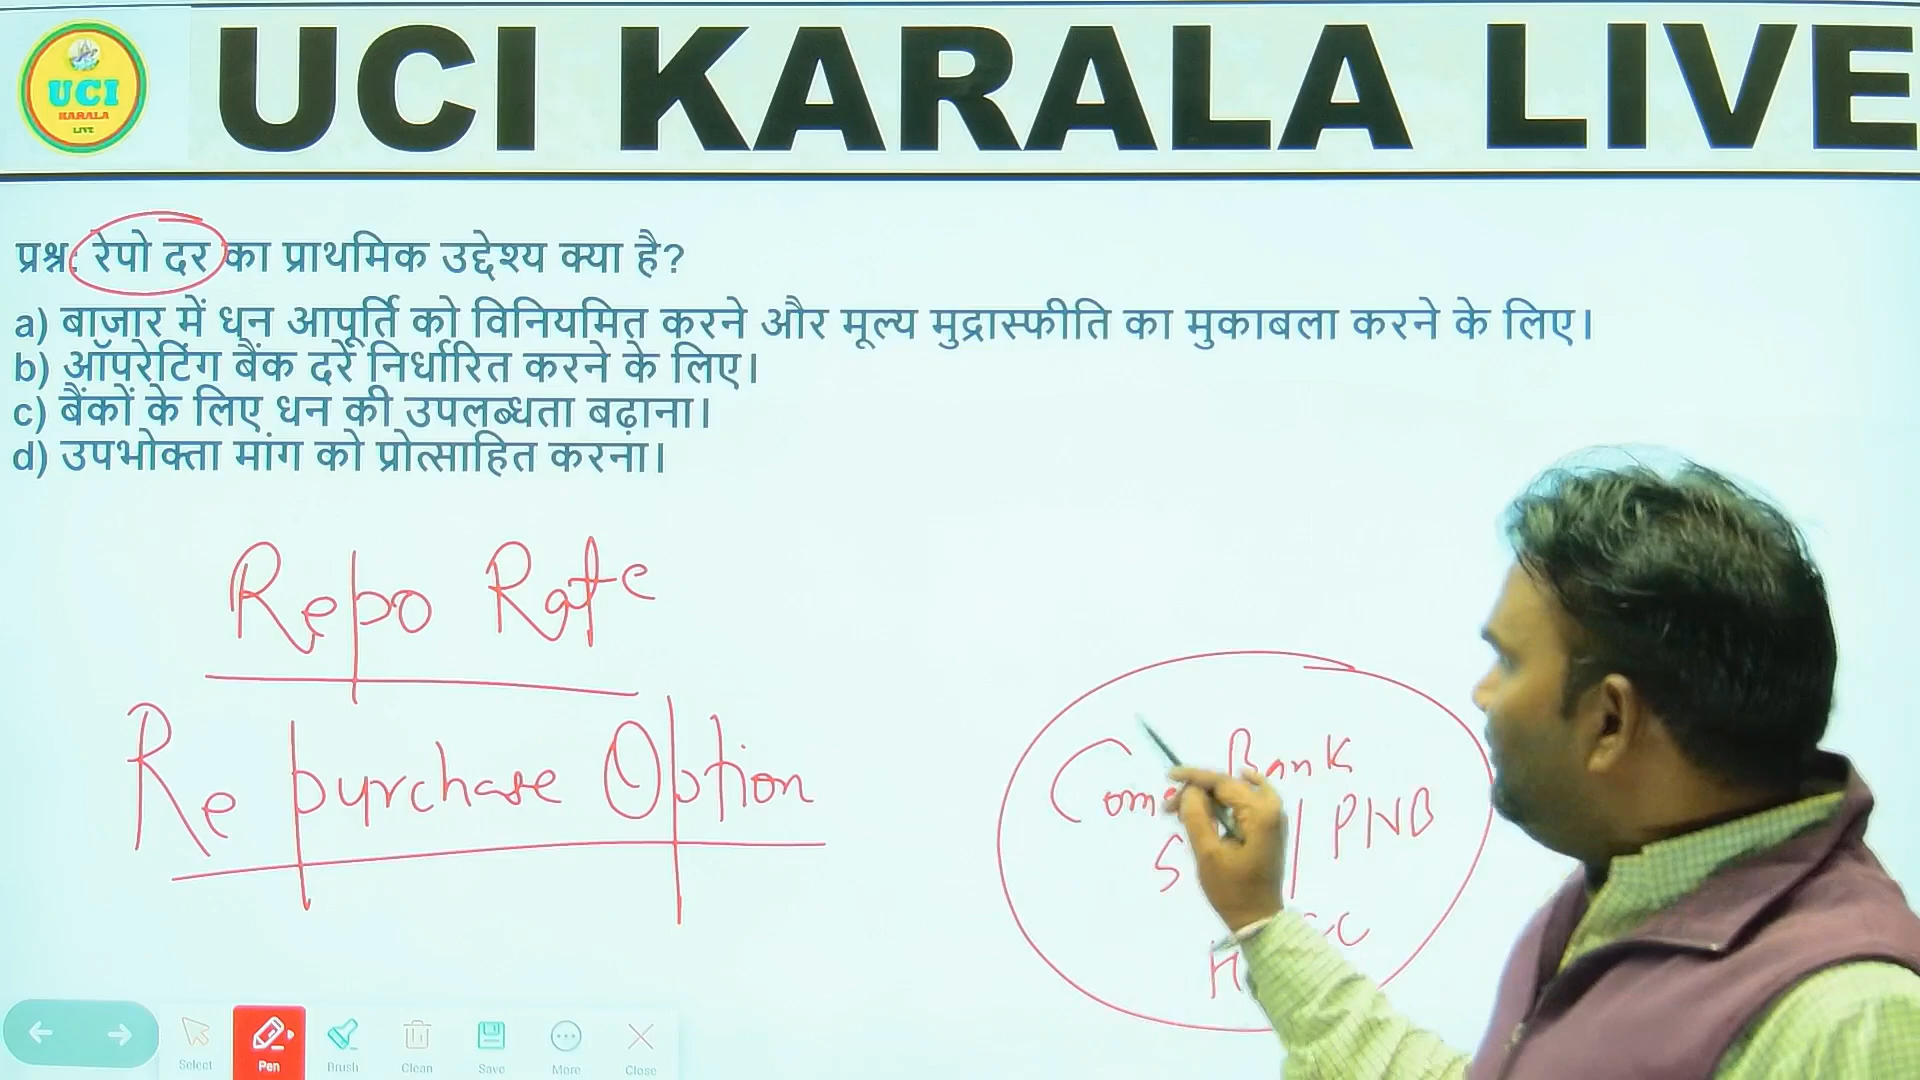 UCI KARALA LIVE
UCI
KARALA
LIVE
प्रश्न: रेपो दर का प्राथमिक उद्देश्य क्या है?
a) बाजार में धन आपूर्ति को विनियमित करने और मूल्य मुद्रास्फीति का मुकाबला करने के लिए।
b) ऑपरेटिंग बैंक दरें निर्धारित करने के लिए।
c) बैंकों के लिए धन की उपलब्धता बढ़ाना।
d) उपभोक्ता मांग को प्रोत्साहित करना।
Repo Rate
Repurchase Option
Bank
PNB
Select Pen Brush Clean Save More Close